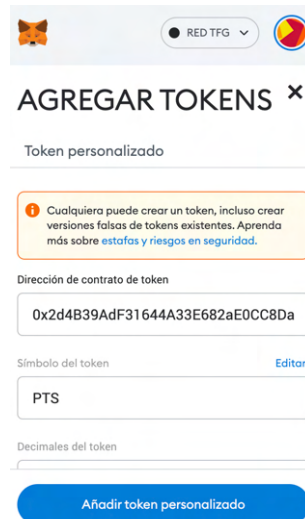 RED TFG
AGREGAR TOKENS ×
Token personalizado
Cualquiera puede crear un token, incluso crear
versiones falsas de tokens existentes. Aprenda
más sobre estafas y riesgos en seguridad.
Dirección de contrato de token
0x2d4B39AdF31644A33E682aE0CC8Da
Símbolo del token Editar
PTS
Decimales del token
Añadir token personalizado